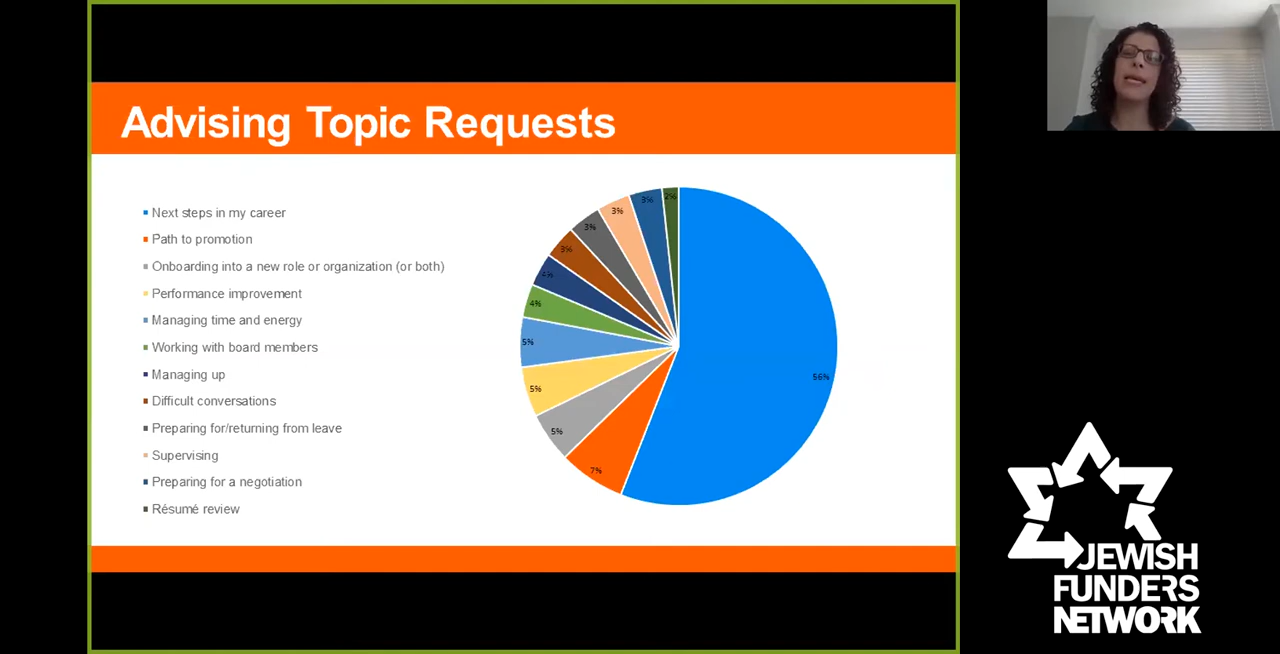 Advising Topic Requests
Next steps in my career
Path to promotion
Onboarding into a new role or organization (or both)
Performance improvement
Managing time and energy
Working with board members
Managing up
Difficult conversations
Preparing for/returning from leave
Supervising
Preparing for a negotiation
Résumé review
56%
7%
5%
5%
5%
4%
4%
3%
3%
3%
3%
2%
JEWISH
FUNDERS
NETWORK